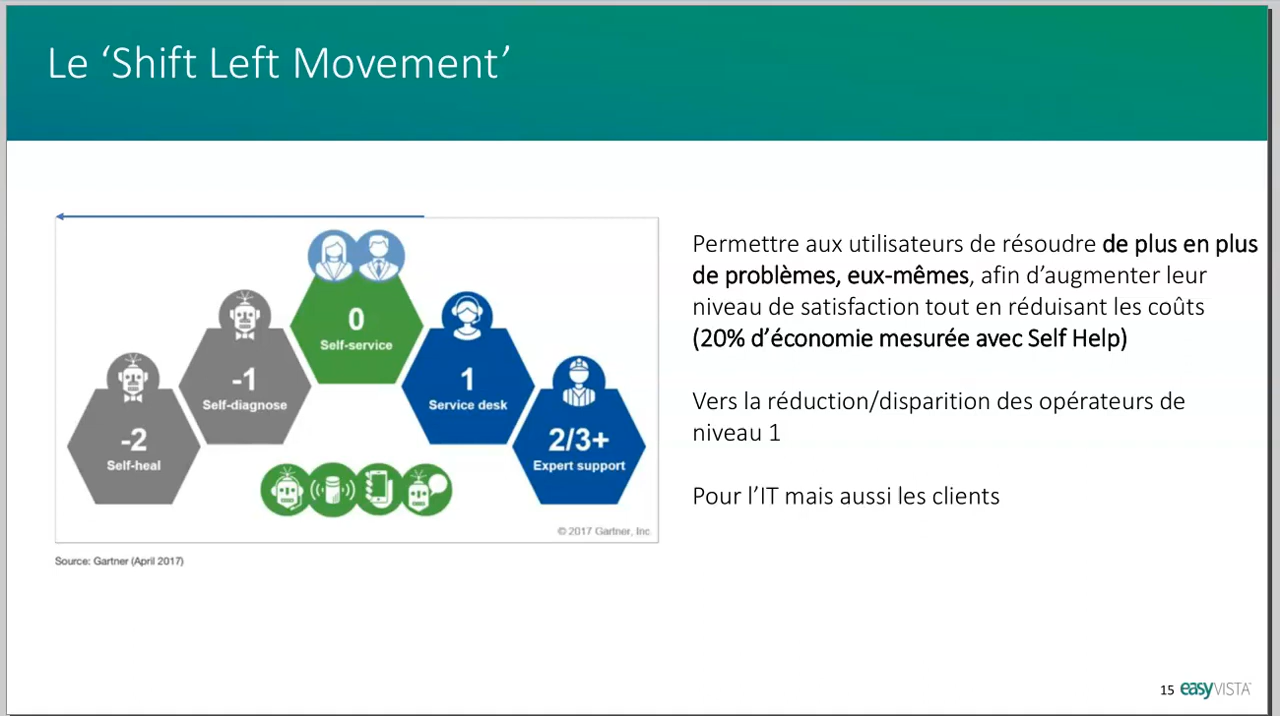 Le ‘Shift Left Movement’
0
Self-service
-1
Self-diagnose
1
Service desk
-2
Self-heal
2/3+
Expert support
© 2017 Gartner, Inc.
Source: Gartner (April 2017)
Permettre aux utilisateurs de résoudre de plus en plus
de problèmes, eux-mêmes, afin d’augmenter leur
niveau de satisfaction tout en réduisant les coûts
(20% d’économie mesurée avec Self Help)
Vers la réduction/disparition des opérateurs de
niveau 1
Pour l’IT mais aussi les clients
15 easyVISTA